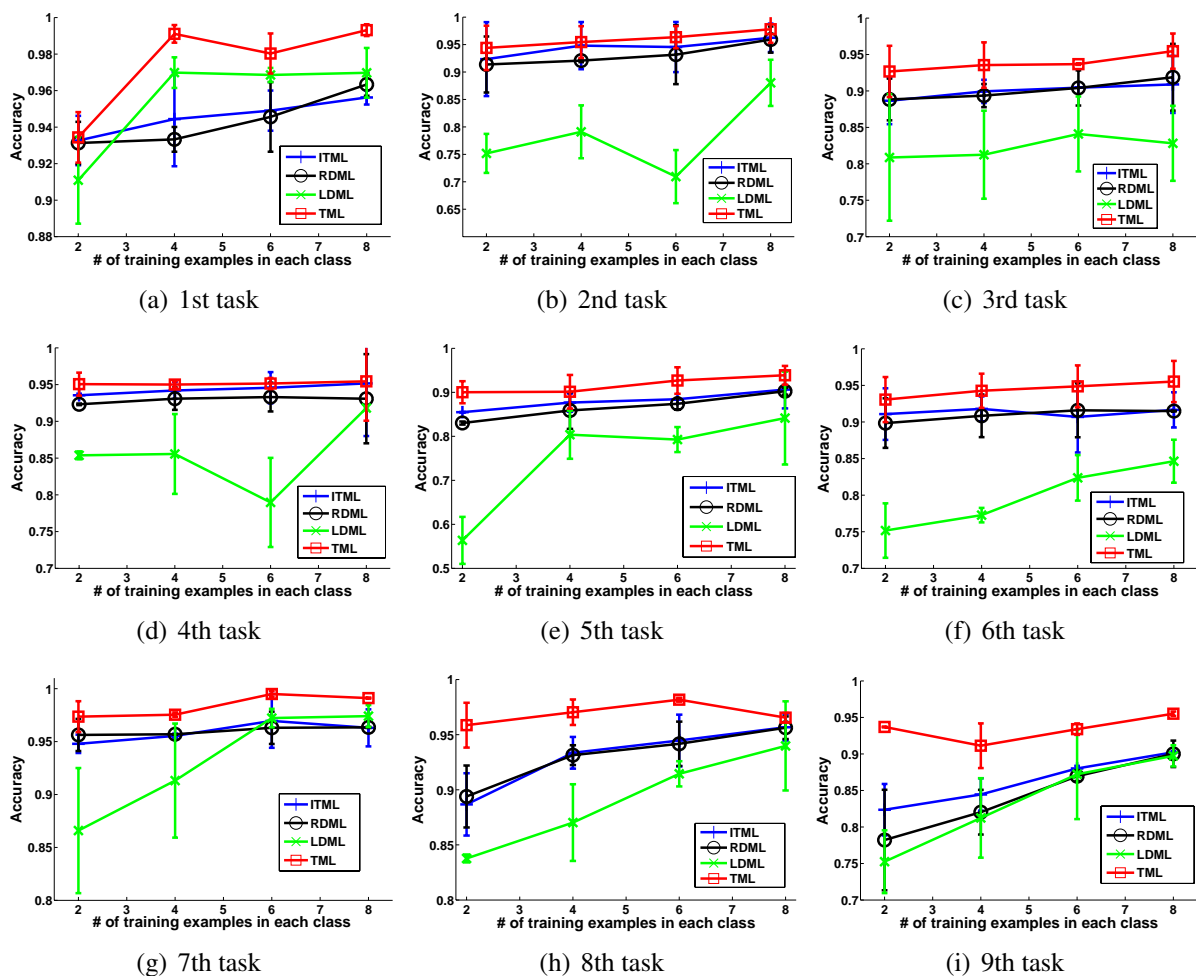 1
0.98
0.96
0.94
0.92
0.9
0.88
Accuracy
2 3 4 5 6 7 8
# of training examples in each class
ITML
RDML
LDML
TML
(a) 1st task
1
0.95
0.9
0.85
0.8
0.75
0.7
0.65
Accuracy
2 3 4 5 6 7 8
# of training examples in each class
ITML
RDML
LDML
TML
(b) 2nd task
1
0.95
0.9
0.85
0.8
0.75
0.7
Accuracy
2 3 4 5 6 7 8
# of training examples in each class
ITML
RDML
LDML
TML
(c) 3rd task
1
0.95
0.9
0.85
0.8
0.75
0.7
Accuracy
2 3 4 5 6 7 8
# of training examples in each class
ITML
RDML
LDML
TML
(d) 4th task
1
0.9
0.8
0.7
0.6
0.5
Accuracy
2 3 4 5 6 7 8
# of training examples in each class
ITML
RDML
LDML
TML
(e) 5th task
1
0.95
0.9
0.85
0.8
0.75
0.7
Accuracy
2 3 4 5 6 7 8
# of training examples in each class
ITML
RDML
LDML
TML
(f) 6th task
1
0.95
0.9
0.85
0.8
Accuracy
2 3 4 5 6 7 8
# of training examples in each class
ITML
RDML
LDML
TML
(g) 7th task
1
0.95
0.9
0.85
0.8
Accuracy
2 3 4 5 6 7 8
# of training examples in each class
ITML
RDML
LDML
TML
(h) 8th task
1
0.95
0.9
0.85
0.8
0.75
0.7
Accuracy
2 3 4 5 6 7 8
# of training examples in each class
ITML
RDML
LDML
TML
(i) 9th task